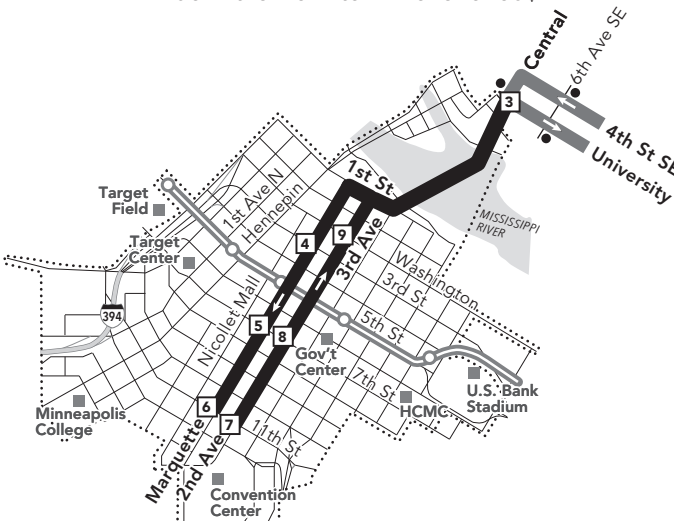 Central
6th Ave SE
3
4th St SE
University
1st St
MISSISSIPPI
RIVER
Target
Field
1st Ave N
Hennepin
Target
Center
4
9
3rd Ave
Washington
3rd St
394
Nicollet Mall
5
8
5th St
Gov't
Center
7th St
U.S. Bank
Stadium
HCMC
Minneapolis
College
6
7
11th St
Marquette
2nd Ave
Convention
Center